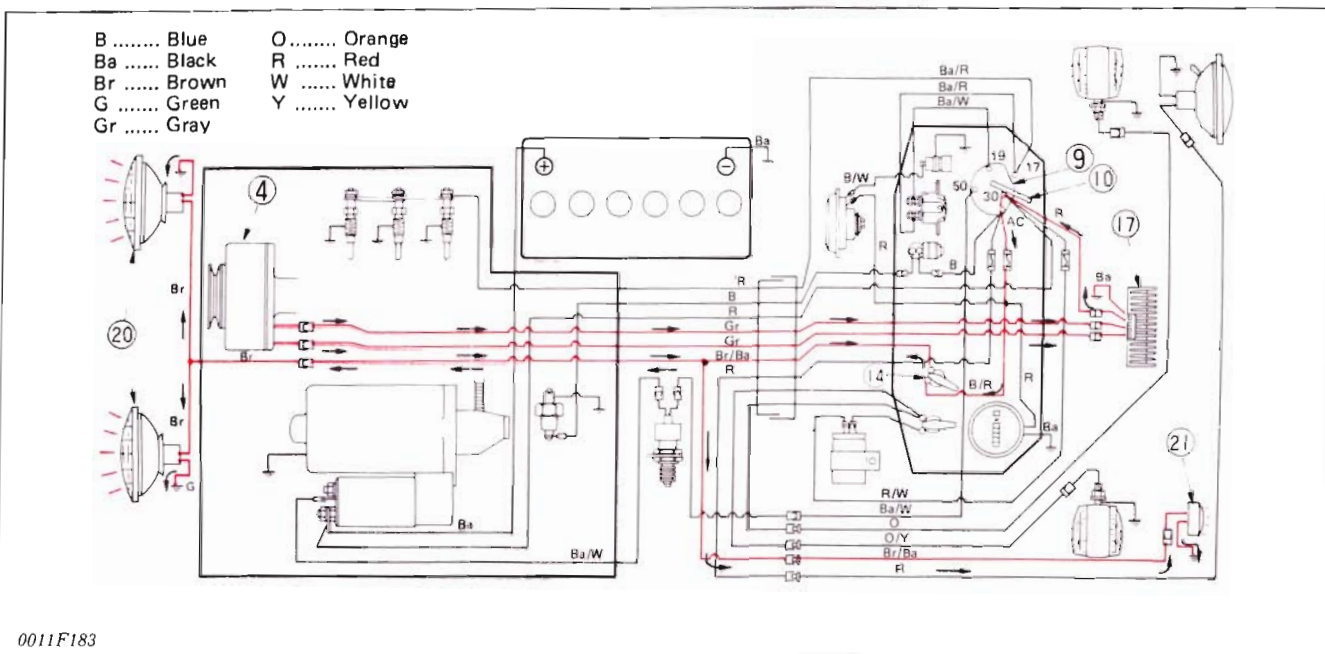 B ........ Blue
O ........ Orange
Ba ...... Black
R ....... Red
Br ...... Brown
W ...... White
G ....... Green
Y ....... Yellow
Gr ...... Gray
Ba/R
Ba/R
Ba/W
Ba
+
−
B/W
19
17
9
10
50
30
AC
R
17
4
R
B
Ba
Br
20
'R
B
R
Gr
Gr
Br
Br/Ba
R
14
B/R
R
Br
Ba
21
G
R/W
Ba/W
O
O/Y
Ba
Ba/W
Br/Ba
R
0011F183